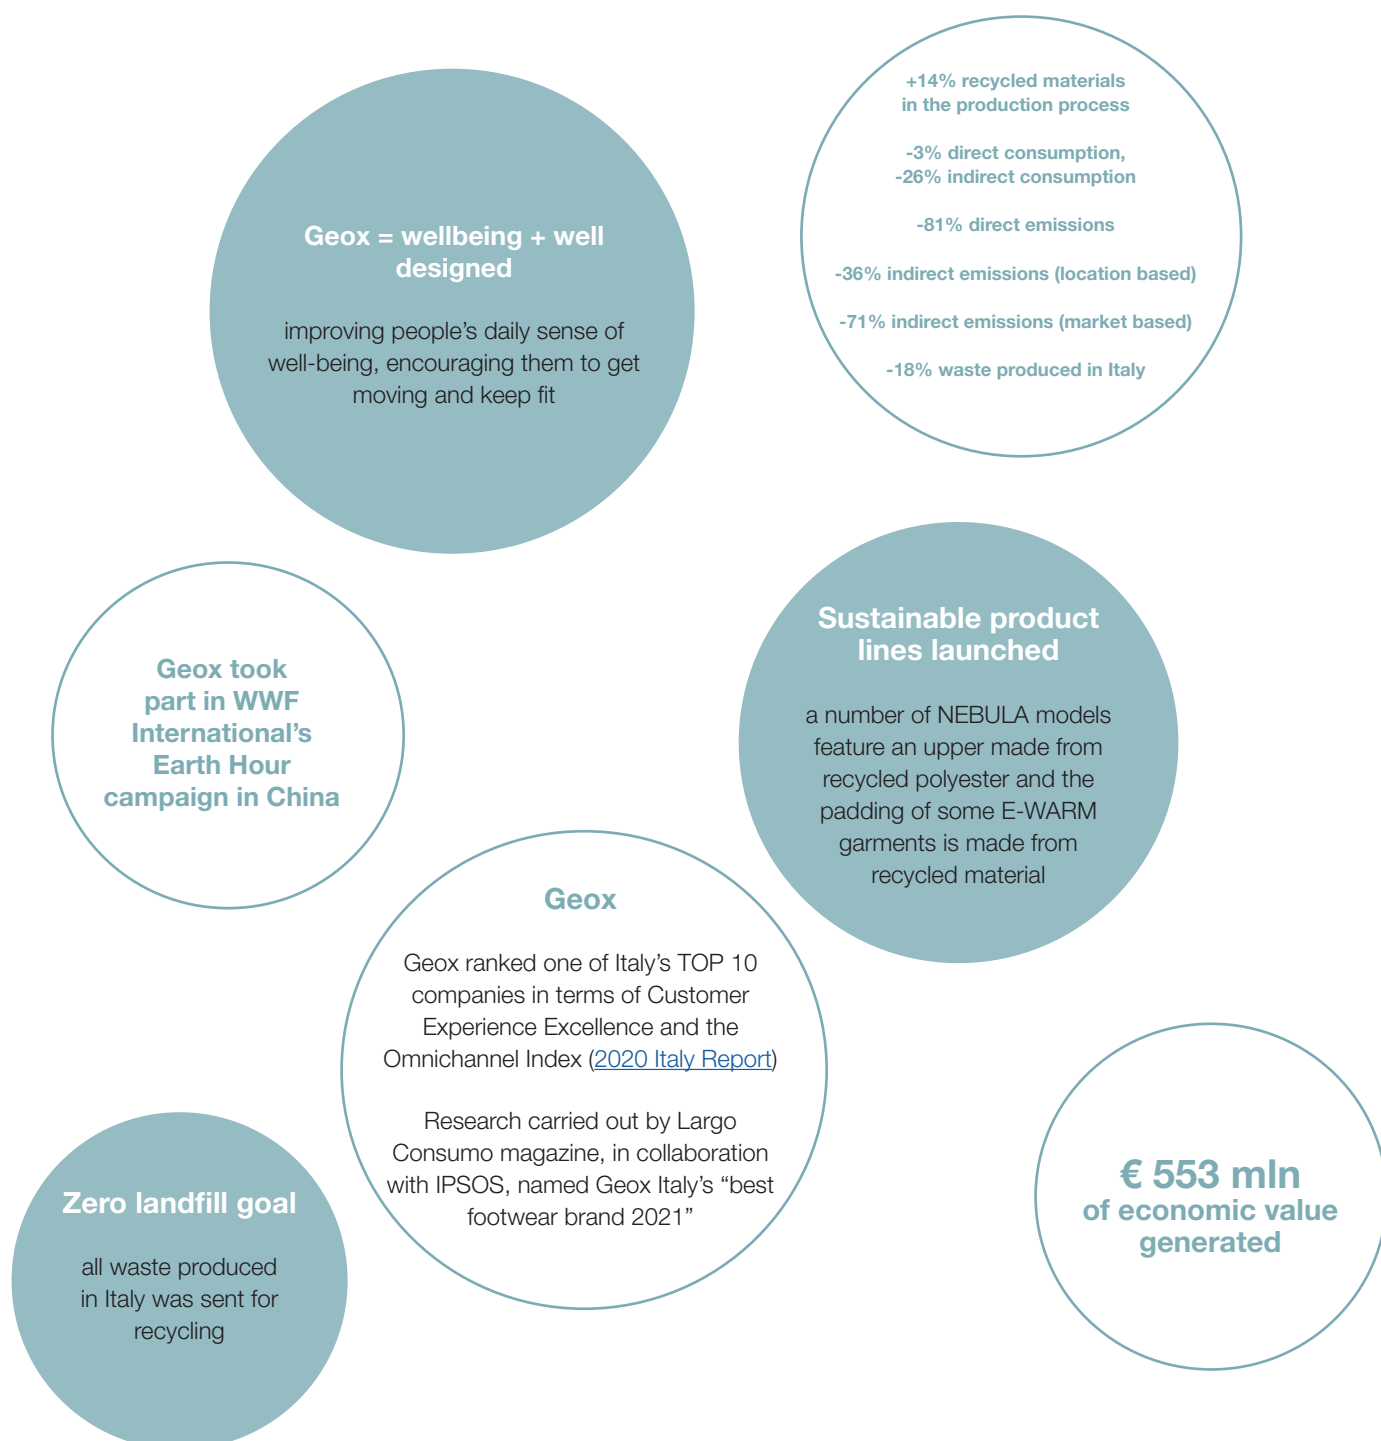 Geox = wellbeing + well
designed
improving people’s daily sense of
well-being, encouraging them to get
moving and keep fit
+14% recycled materials
in the production process
-3% direct consumption,
-26% indirect consumption
-81% direct emissions
-36% indirect emissions (location based)
-71% indirect emissions (market based)
-18% waste produced in Italy
Geox took
part in WWF
International’s
Earth Hour
campaign in China
Sustainable product
lines launched
a number of NEBULA models
feature an upper made from
recycled polyester and the
padding of some E-WARM
garments is made from
recycled material
Geox
Geox ranked one of Italy’s TOP 10
companies in terms of Customer
Experience Excellence and the
Omnichannel Index (2020 Italy Report)
Research carried out by Largo
Consumo magazine, in collaboration
with IPSOS, named Geox Italy’s “best
footwear brand 2021”
Zero landfill goal
all waste produced
in Italy was sent for
recycling
€ 553 mln
of economic value
generated